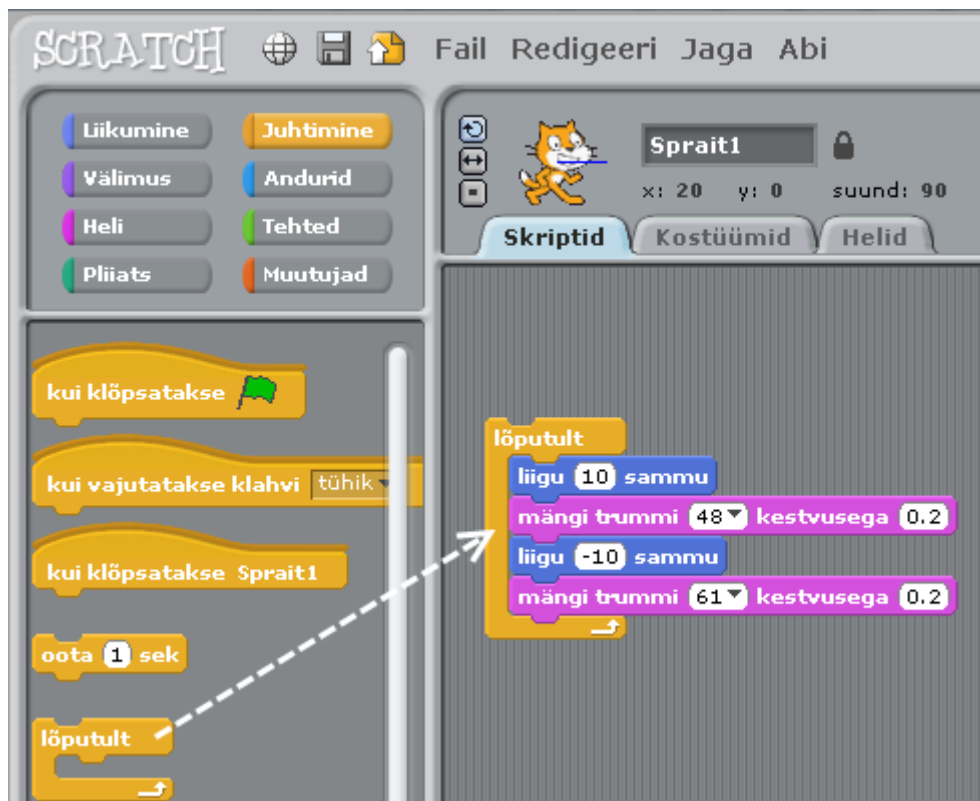 SCRATCH Fail Redigeeri Jaga Abi
Liikumine Juhtimine
Välimus Andurid
Heli Tehted
Pliiats Muutujad
Sprait1
x: 20 y: 0 suund: 90
Skriptid Kostüümid Helid
kui klõpsatakse
kui vajutatakse klahvi tühik
kui klõpsatakse Sprait1
oota 1 sek
lõputult
lõputult
liigu 10 sammu
mängi trummi 48 kestvusega 0.2
liigu -10 sammu
mängi trummi 61 kestvusega 0.2